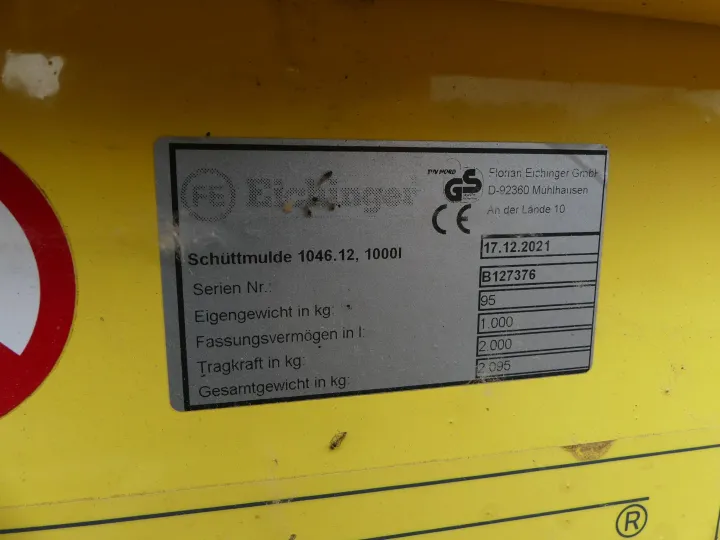 FE Eichinger
TÜV NORD
GS
CE
Florian Eichinger GmbH
D-92360 Mühlhausen
An der Lände 10
Schüttmulde 1046.12, 1000l 17.12.2021
Serien Nr.: B127376
Eigengewicht in kg: 95
Fassungsvermögen in l: 1.000
Tragkraft in kg: 2.000
Gesamtgewicht in kg: 2.095
®